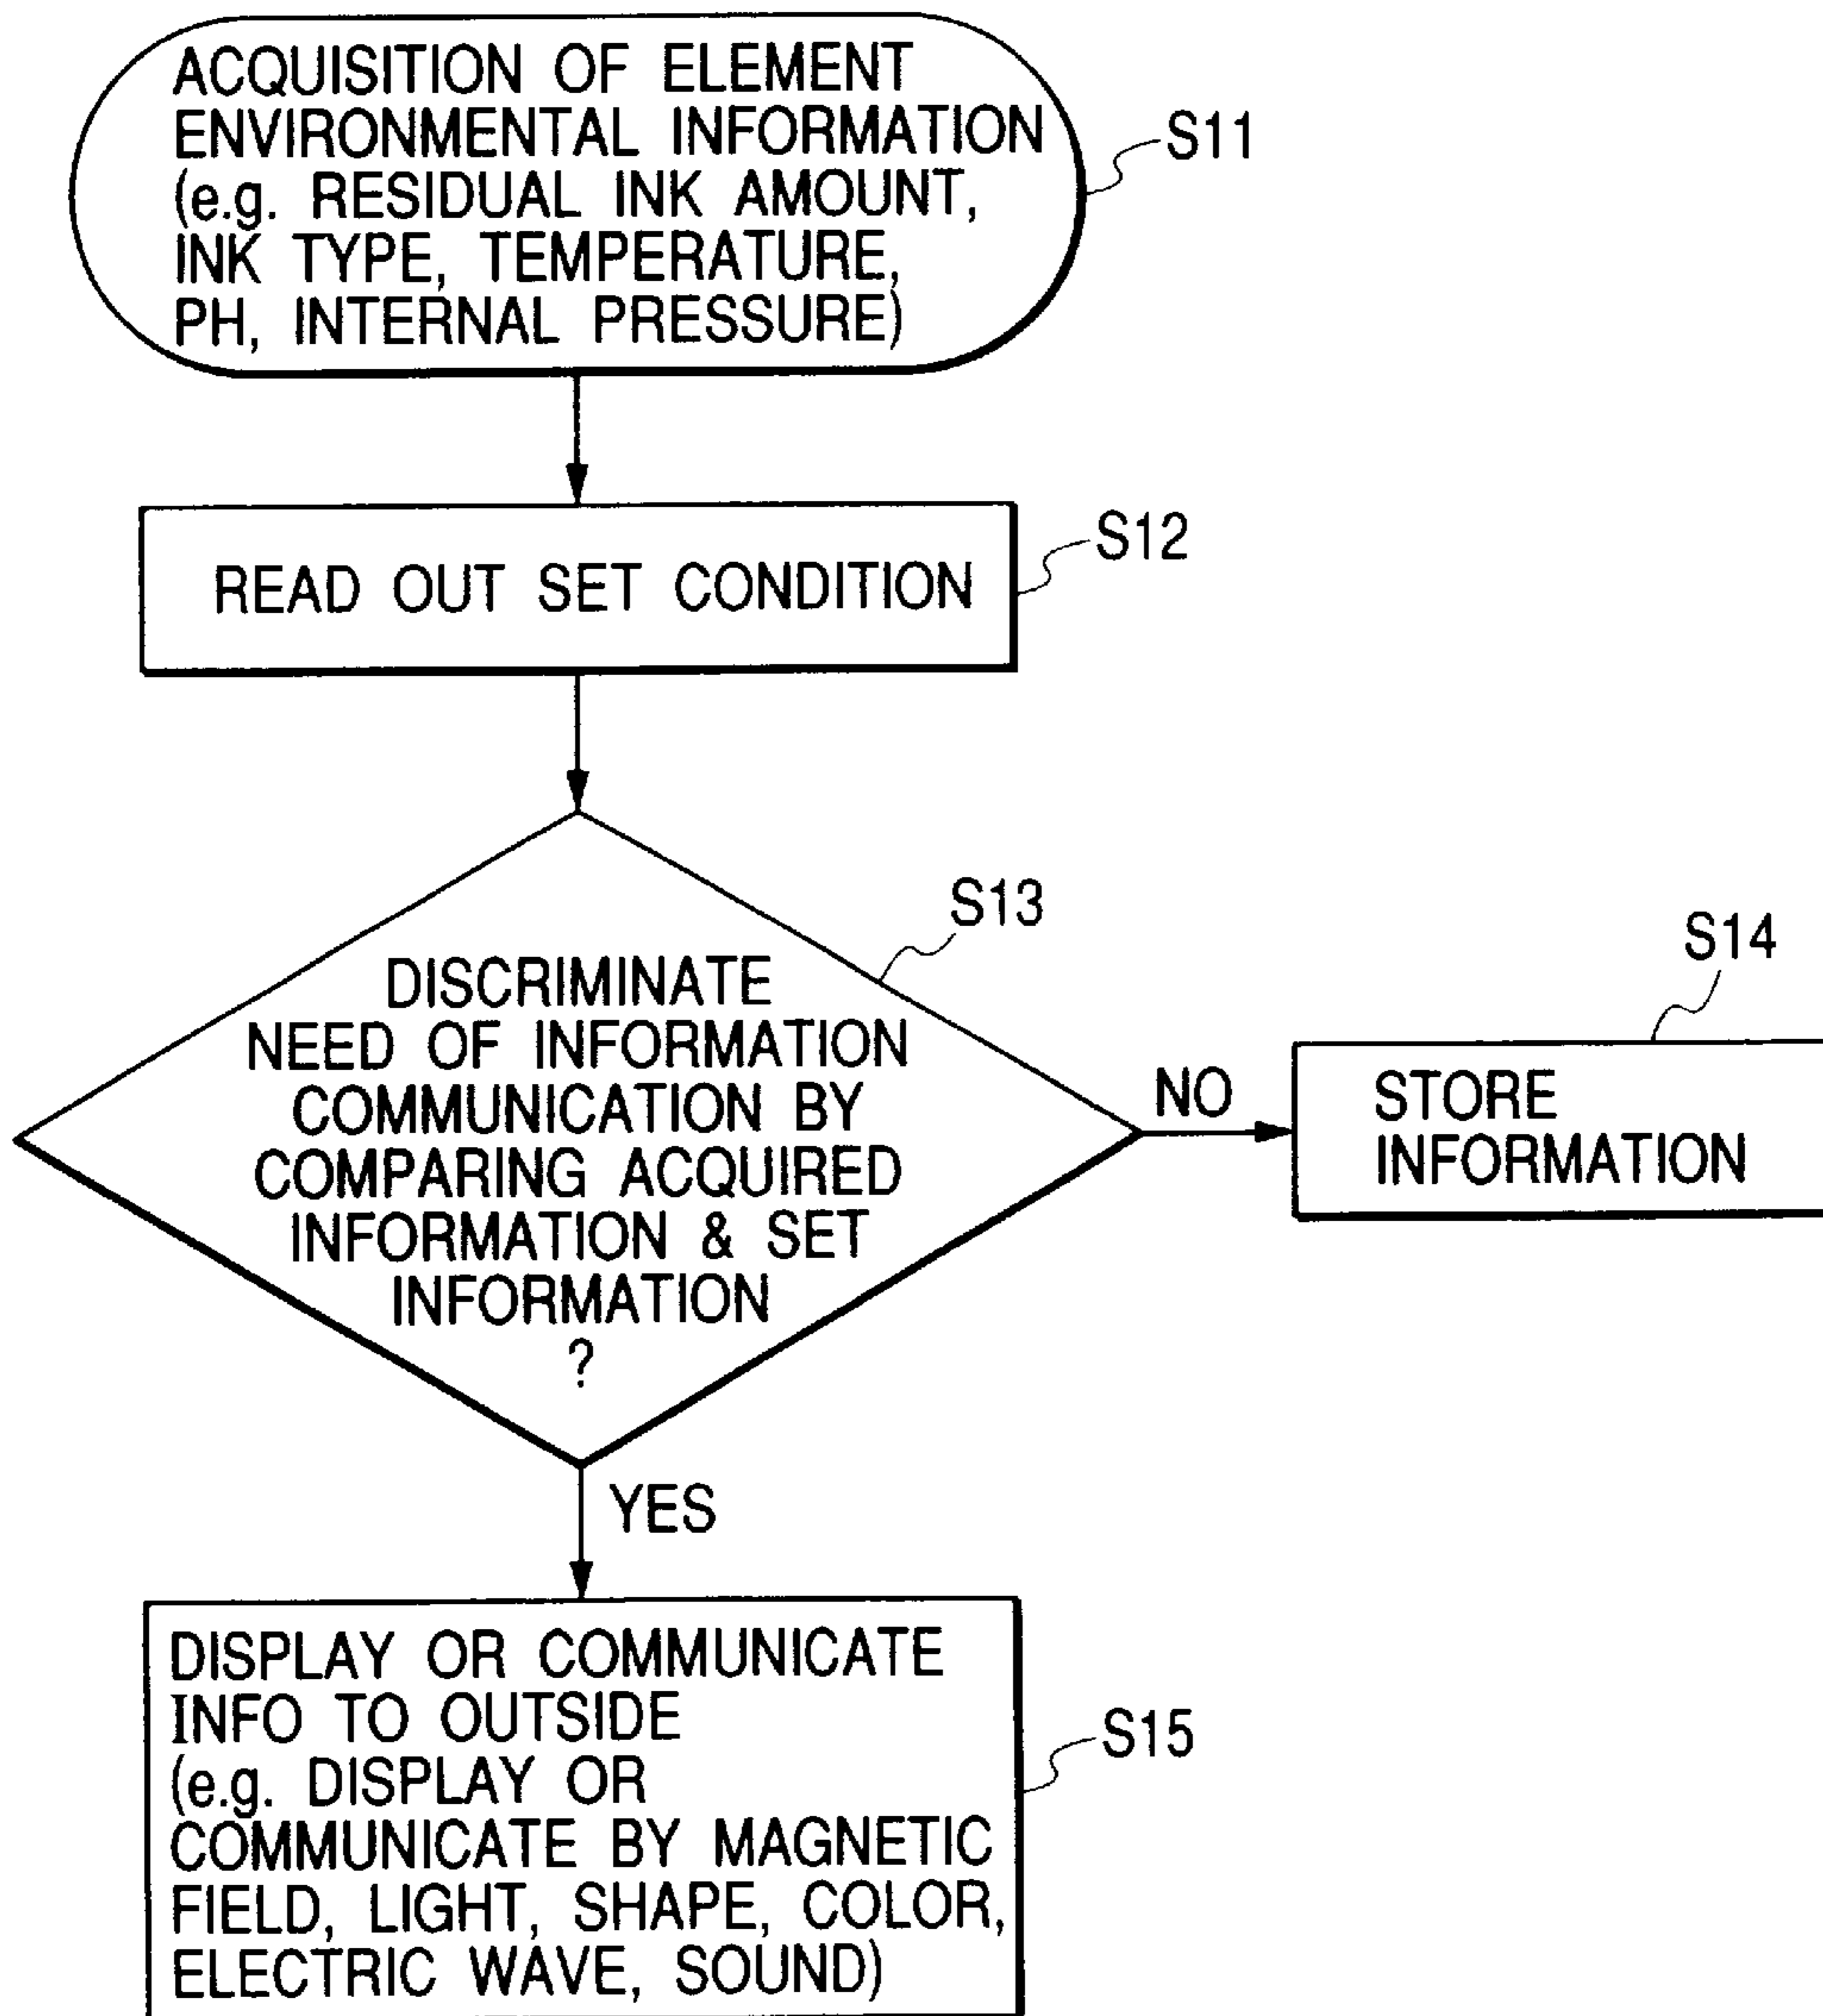 ACQUISITION OF ELEMENT
ENVIRONMENTAL INFORMATION
(e.g. RESIDUAL INK AMOUNT,
INK TYPE, TEMPERATURE,
PH, INTERNAL PRESSURE)
S11
READ OUT SET CONDITION
S12
DISCRIMINATE
NEED OF INFORMATION
COMMUNICATION BY
COMPARING ACQUIRED
INFORMATION & SET
INFORMATION
?
S13
NO
STORE
INFORMATION
S14
YES
DISPLAY OR COMMUNICATE
INFO TO OUTSIDE
(e.g. DISPLAY OR
COMMUNICATE BY MAGNETIC
FIELD, LIGHT, SHAPE, COLOR,
ELECTRIC WAVE, SOUND)
S15